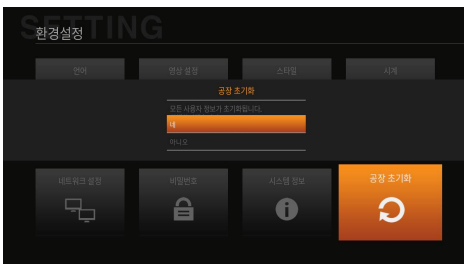 SETTING
환경설정
언어
영상 설정
스타일
시계
공장 초기화
모든 사용자 정보가 초기화됩니다.
네
아니오
네트워크 설정
비밀번호
시스템 정보
공장 초기화